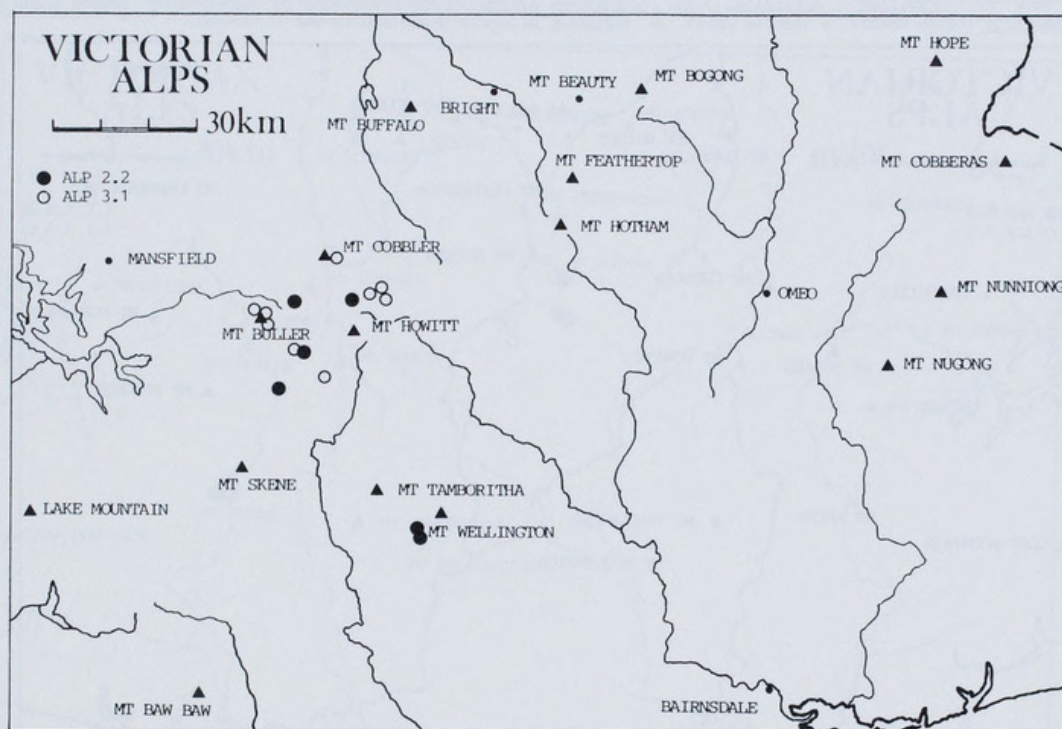 VICTORIAN
ALPS
30km
ALP 2.2
ALP 3.1
MT HOPE
MT BEAUTY
MT BOGONG
BRIGHT
MT BUFFALO
MT FEATHERTOP
MT COBBERAS
MT HOTHAM
MT COBBLER
MANSFIELD
OMBO
MT NUNNIONG
MT HOWITT
MT BULLER
MT NUGONG
MT SKENE
MT TAMBORITHA
LAKE MOUNTAIN
MT WELLINGTON
MT BAW BAW
BAIRNSDALE